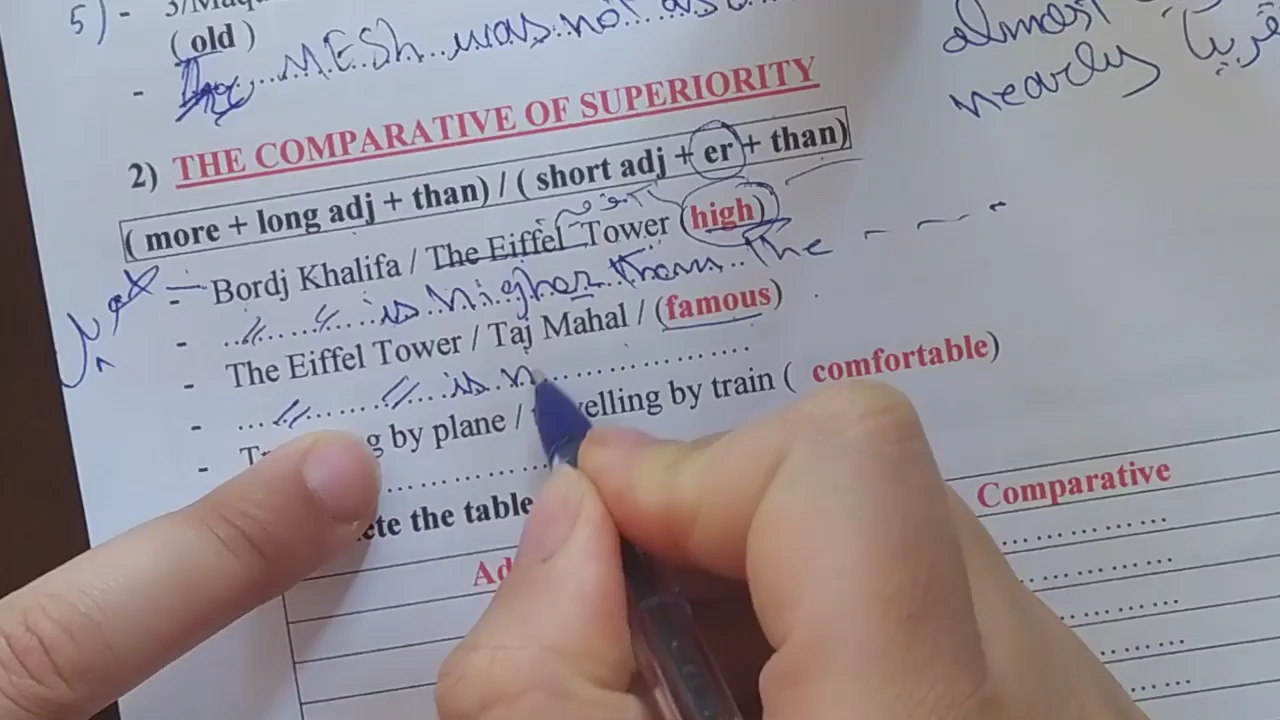 5) -
( old )
- The MESh was not as
almost
nearly تقريبا
2) THE COMPARATIVE OF SUPERIORITY
( more + long adj + than) / ( short adj + er + than)
- Bordj Khalifa / The Eiffel Tower (high)
- ..〃....〃... is higher than..The - - -
- The Eiffel Tower / Taj Mahal / (famous)
- ...〃.......〃...is
- by plane / by train ( comfortable)
the table
Comparative